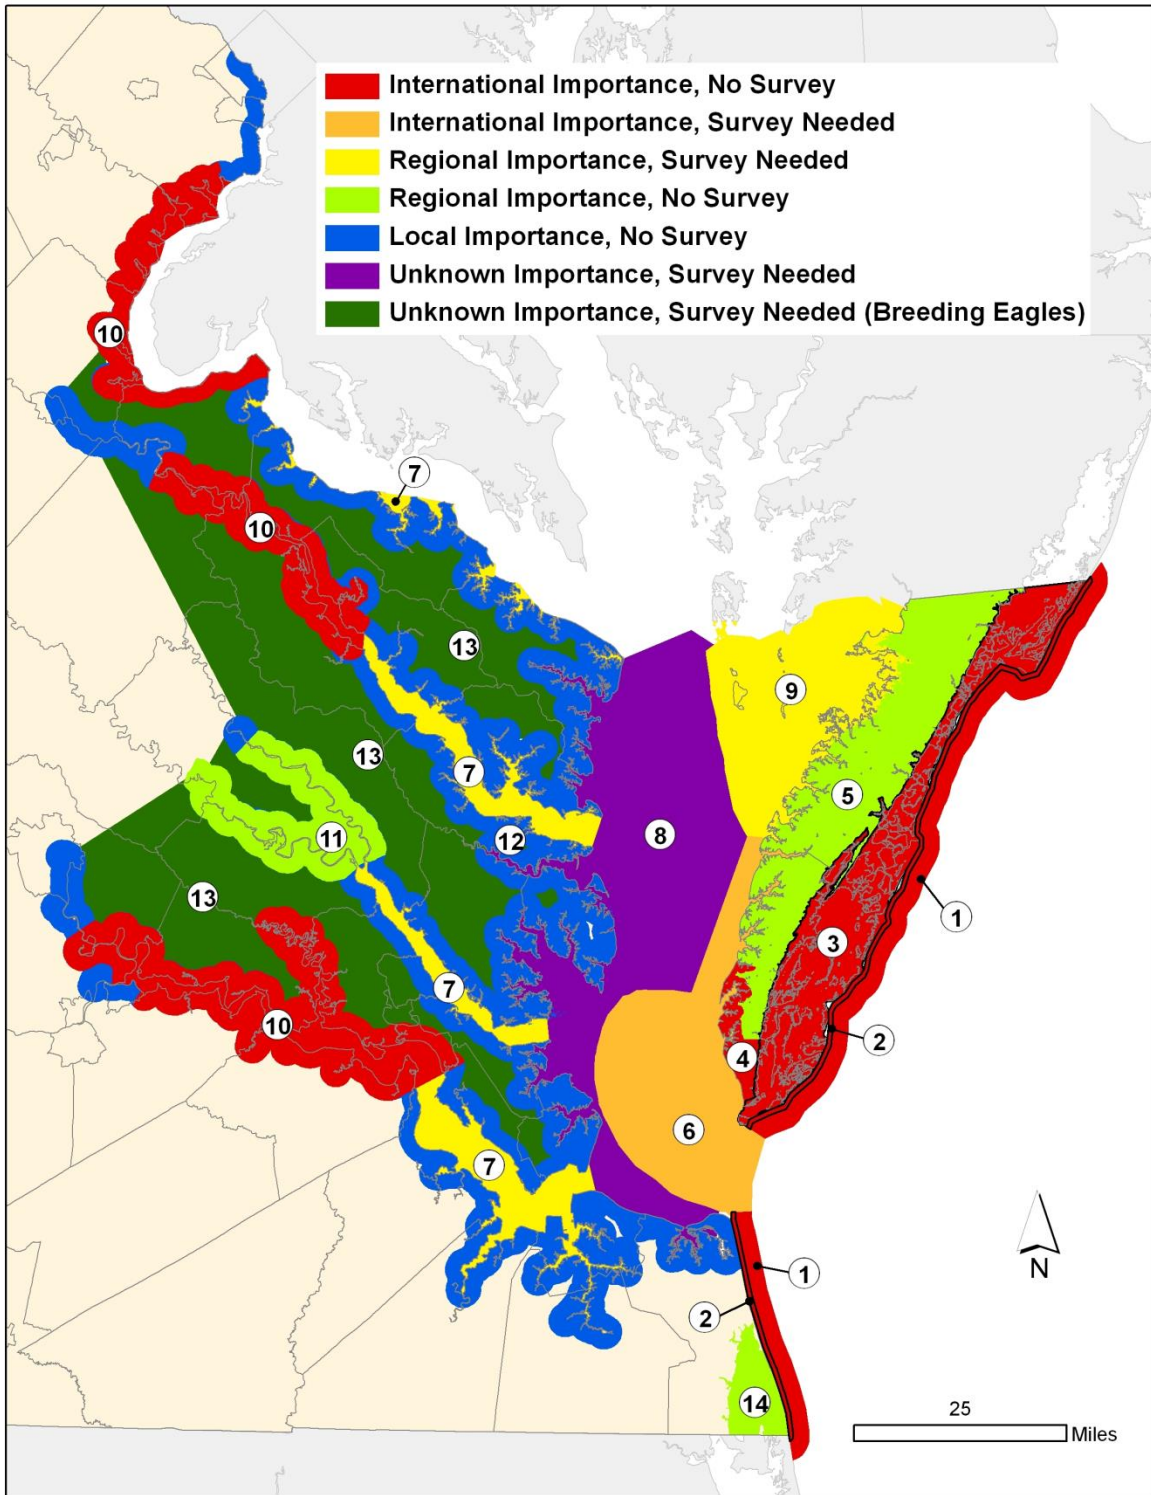 International Importance, No Survey
International Importance, Survey Needed
Regional Importance, Survey Needed
Regional Importance, No Survey
Local Importance, No Survey
Unknown Importance, Survey Needed
Unknown Importance, Survey Needed (Breeding Eagles)
10
7
10
13
9
13
7
5
11
12
8
1
13
3
7
10
2
4
6
7
1
N
2
14
25
Miles